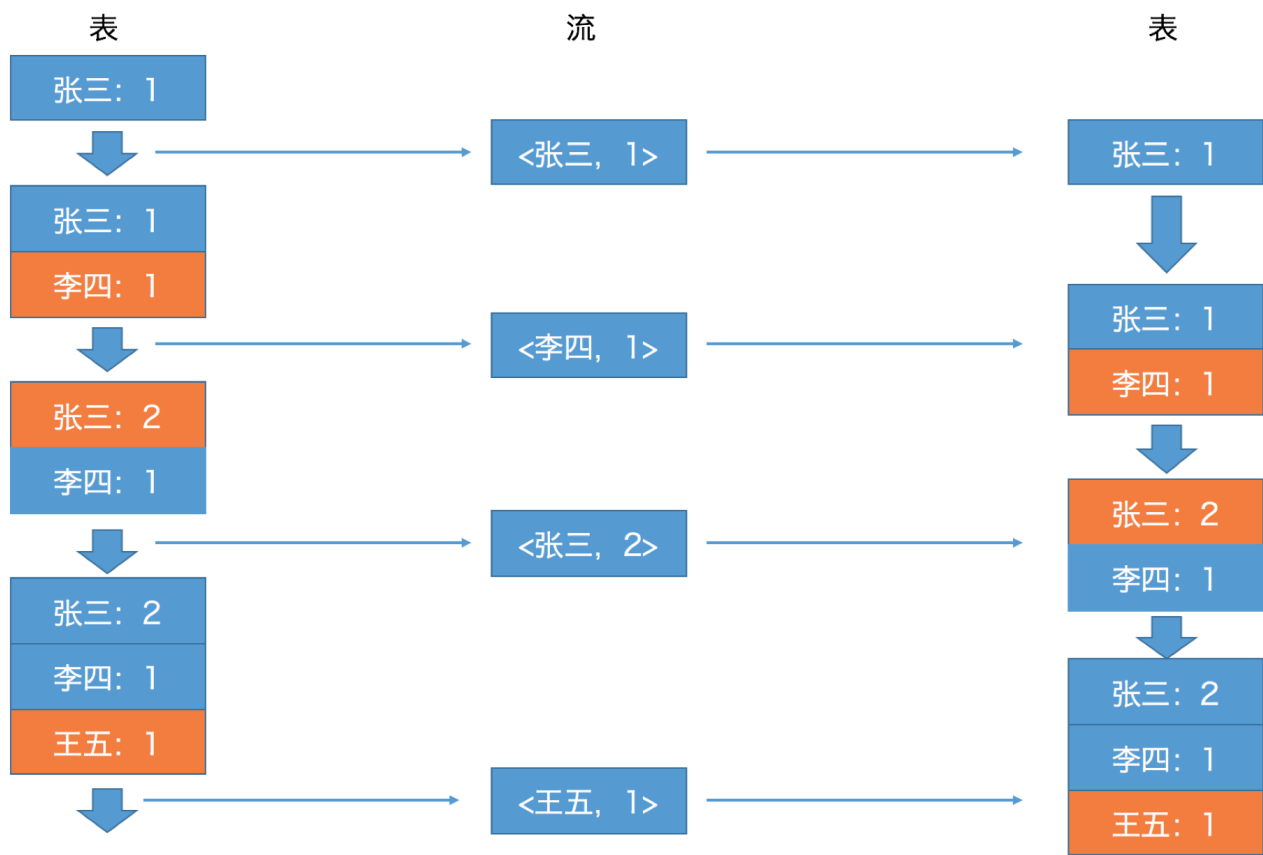 表
流
表
张三：1
<张三，1>
张三：1
张三：1
李四：1
<李四，1>
张三：1
李四：1
张三：2
李四：1
<张三，2>
张三：2
李四：1
张三：2
李四：1
王五：1
<王五，1>
张三：2
李四：1
王五：1